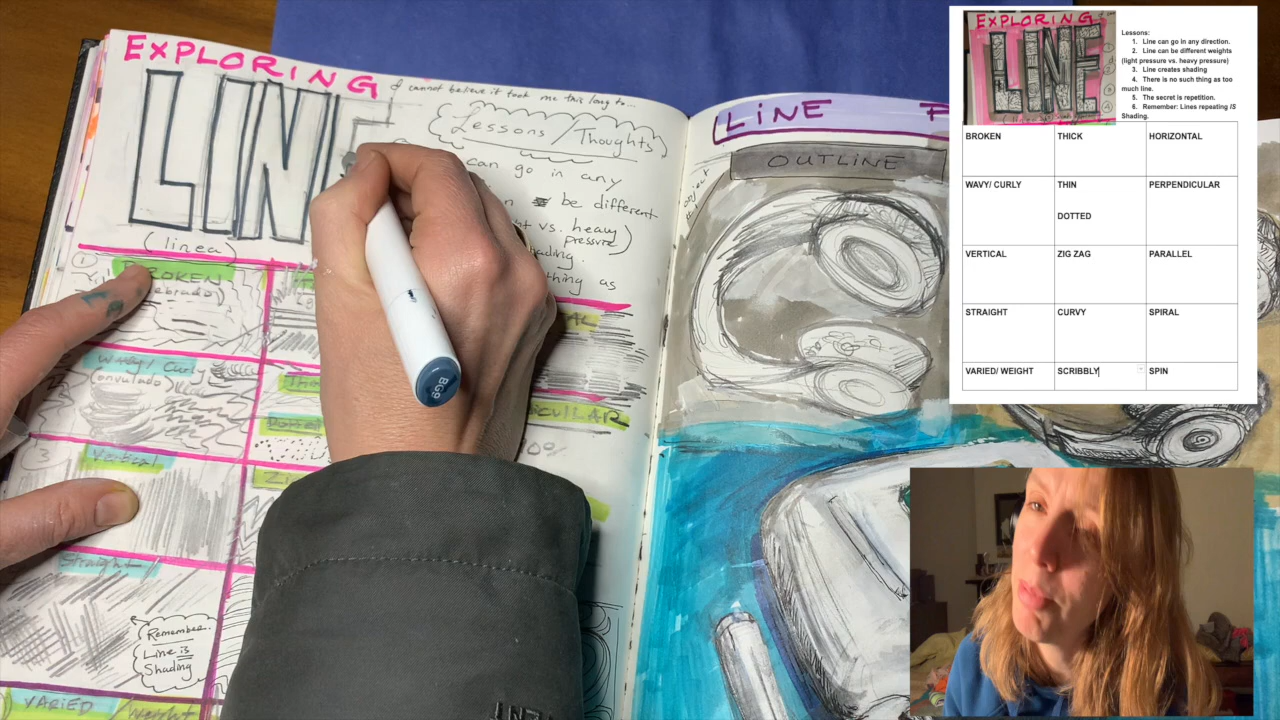 EXPLORING
LINE
& cannot believe it took me this long to...
Lessons/Thoughts
can go in any
be different
vs. heavy
pressure)
shading.
thing as
(linea)
① BROKEN
Wavy/Curly
③ Vertical
Straight
Remember:
Line is
Shading
VARIED/Weight
BG9
LINE P
OUTLINE
EXPLORING
LINE
Lessons:
1. Line can go in any direction.
2. Line can be different weights
(light pressure vs. heavy pressure)
3. Line creates shading
4. There is no such thing as too
much line.
5. The secret is repetition.
6. Remember: Lines repeating IS
Shading.
BROKEN THICK HORIZONTAL
WAVY/ CURLY THIN PERPENDICULAR
DOTTED
VERTICAL ZIG ZAG PARALLEL
STRAIGHT CURVY SPIRAL
VARIED/ WEIGHT SCRIBBLY SPIN